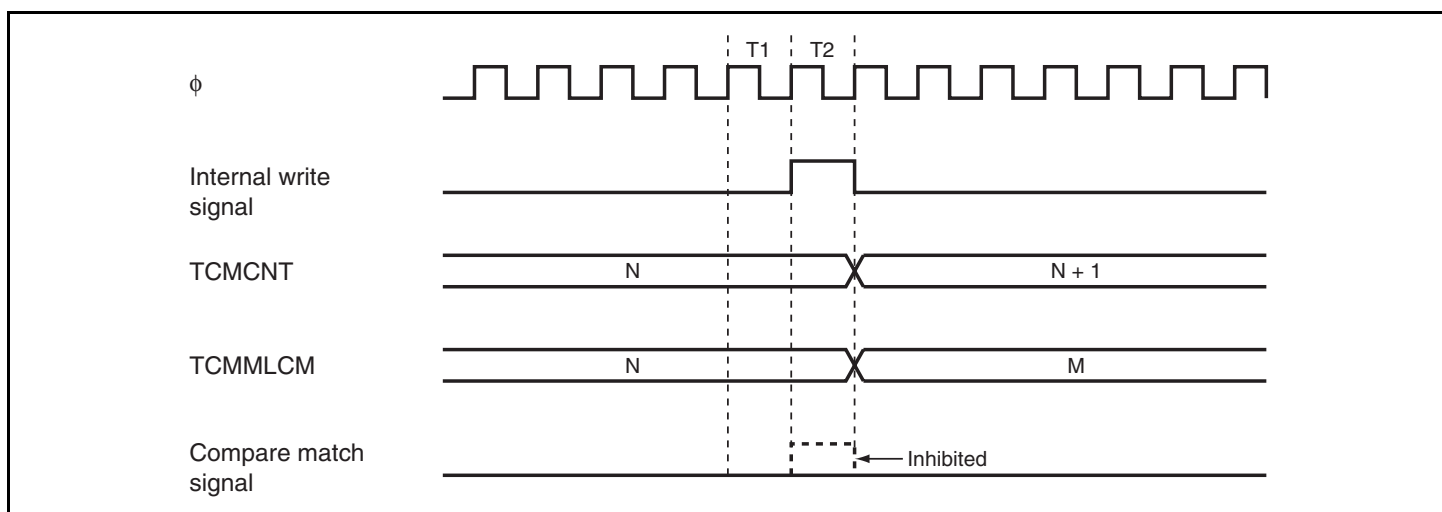 T1 T2
ϕ
Internal write
signal
TCMCNT N N + 1
TCMMLCM N M
Compare match
signal
Inhibited